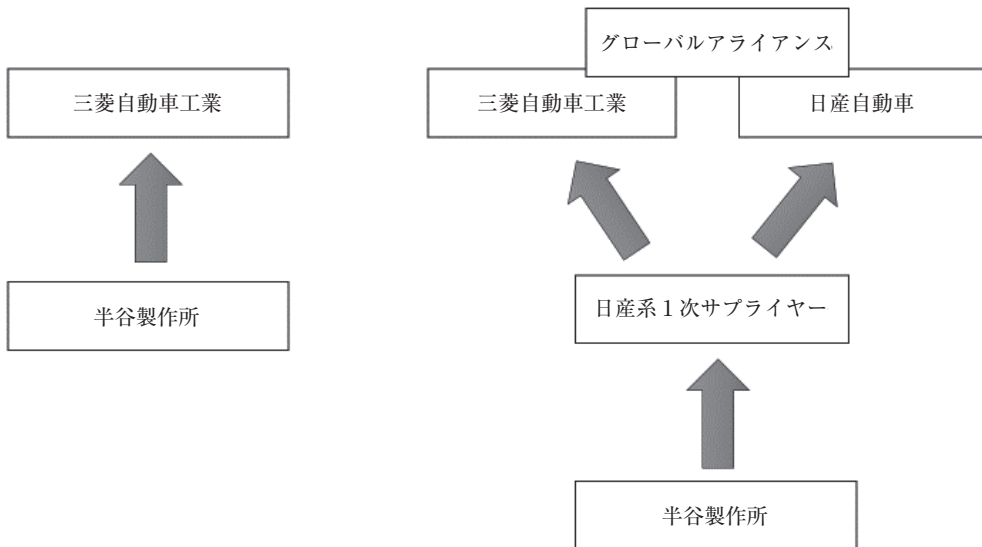 三菱自動車工業
半谷製作所
グローバルアライアンス
三菱自動車工業
日産自動車
日産系１次サプライヤー
半谷製作所